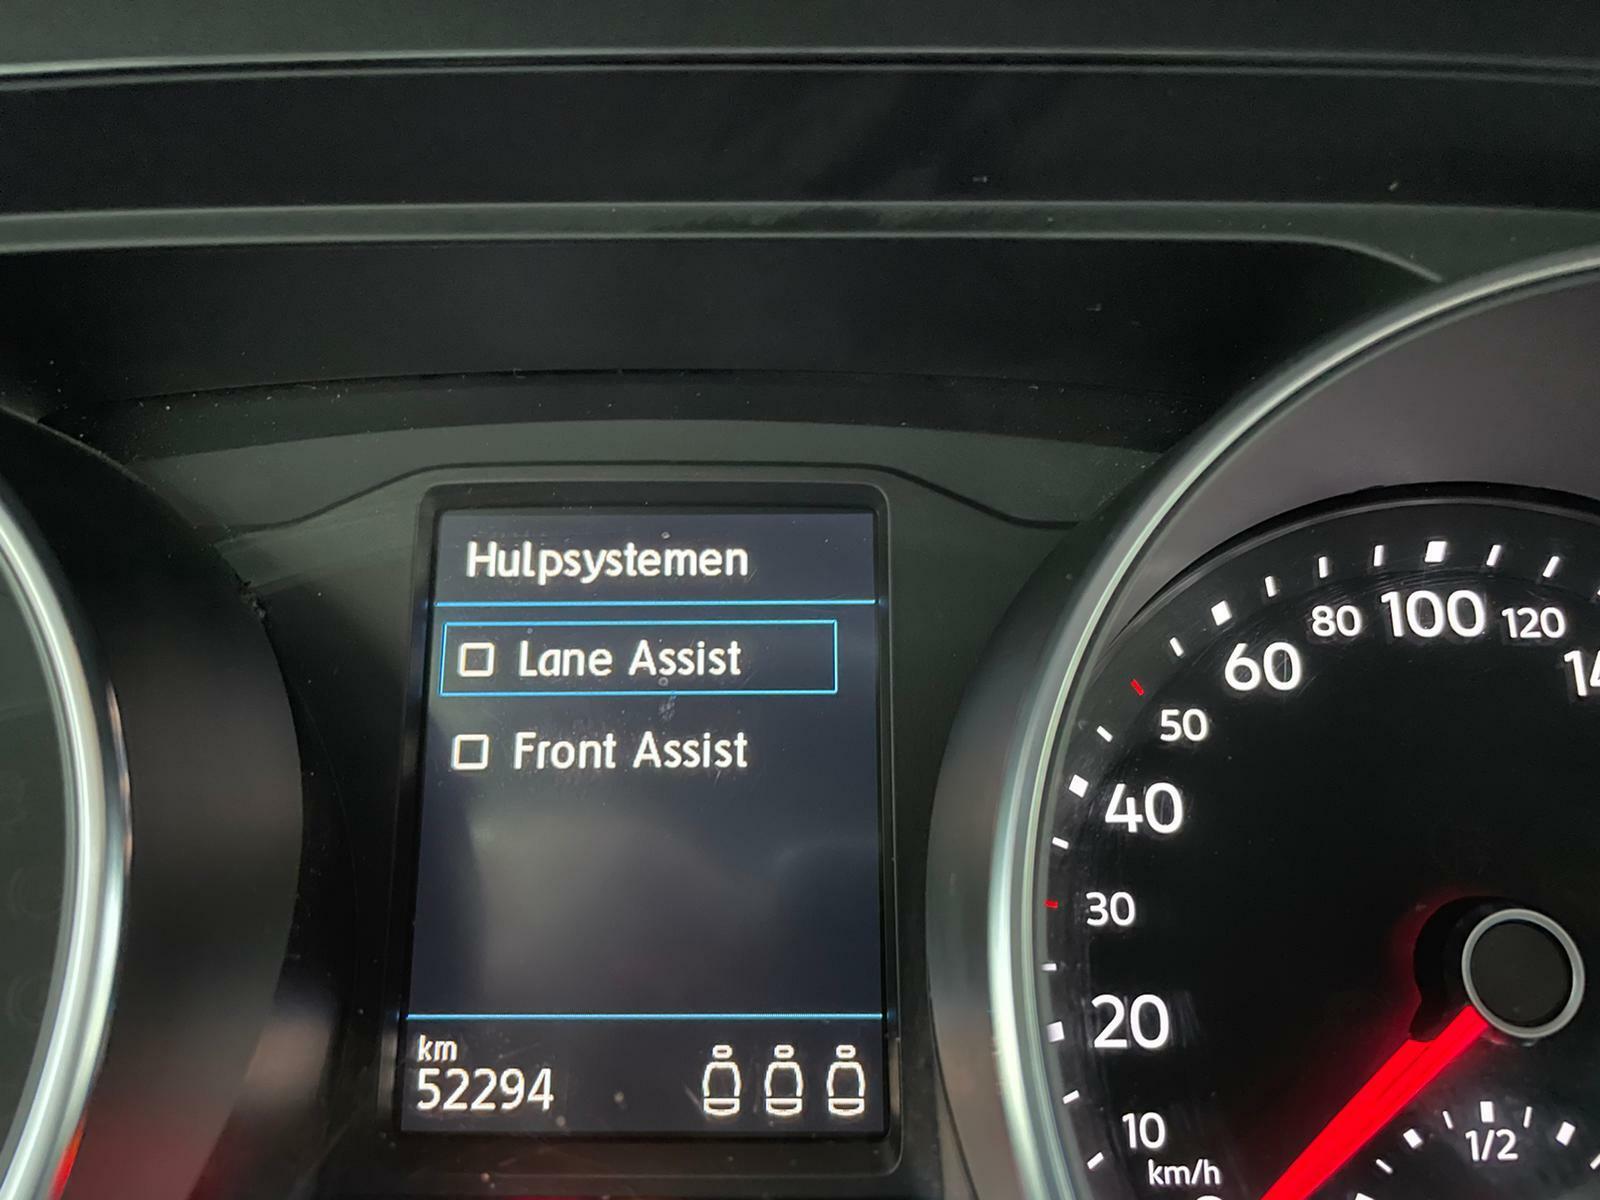 Hulpsystemen
Lane Assist
Front Assist
km
52294
100
80
120
60
50
40
30
20
10
km/h
1/2